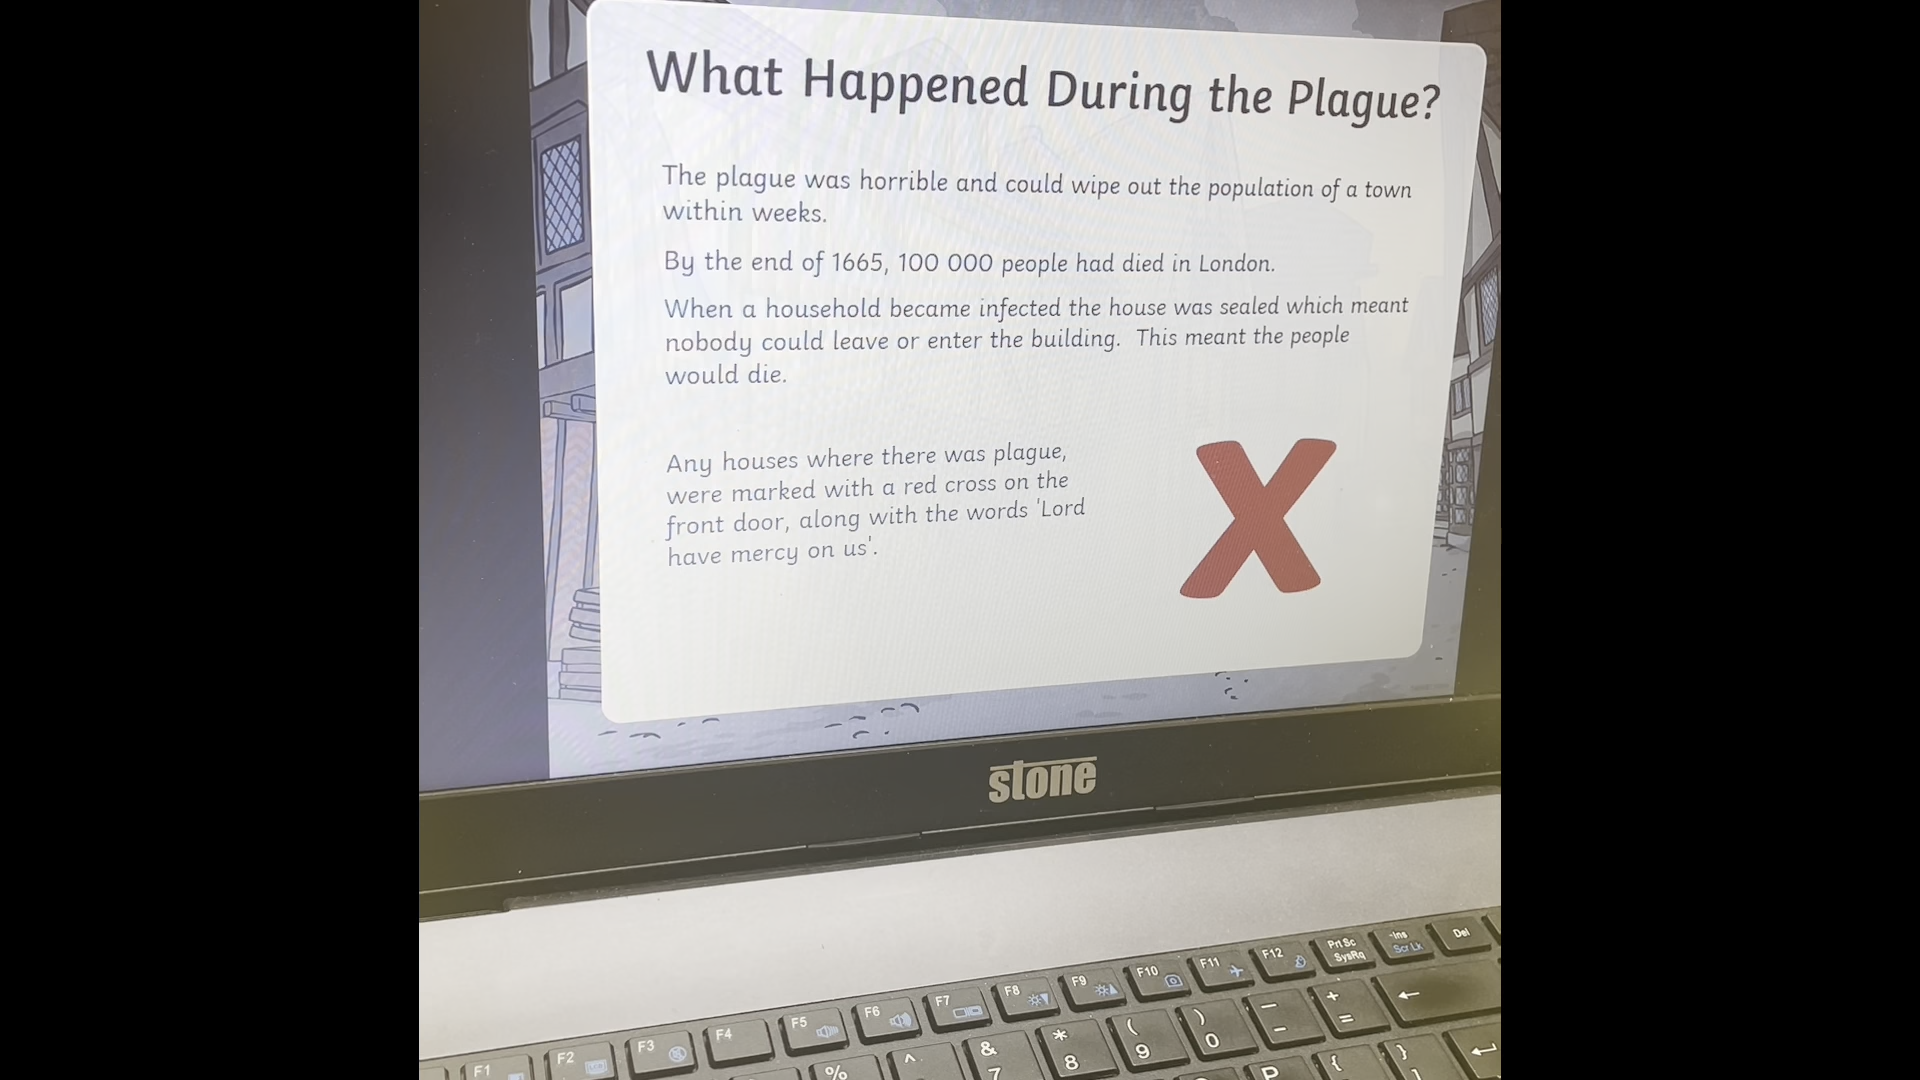 What Happened During the Plague?
The plague was horrible and could wipe out the population of a town
within weeks.
By the end of 1665, 100 000 people had died in London.
When a household became infected the house was sealed which meant
nobody could leave or enter the building.  This meant the people
would die.
Any houses where there was plague,
were marked with a red cross on the
front door, along with the words 'Lord
have mercy on us'.
X
stone
F1 F2 F3 F4 F5 F6 F7 F8 F9 F10 F11 F12 Prt Sc SysRq Ins Scr Lk Del
% ^ & 7 * 8 ( 9 ) 0 _ - + =
P { }